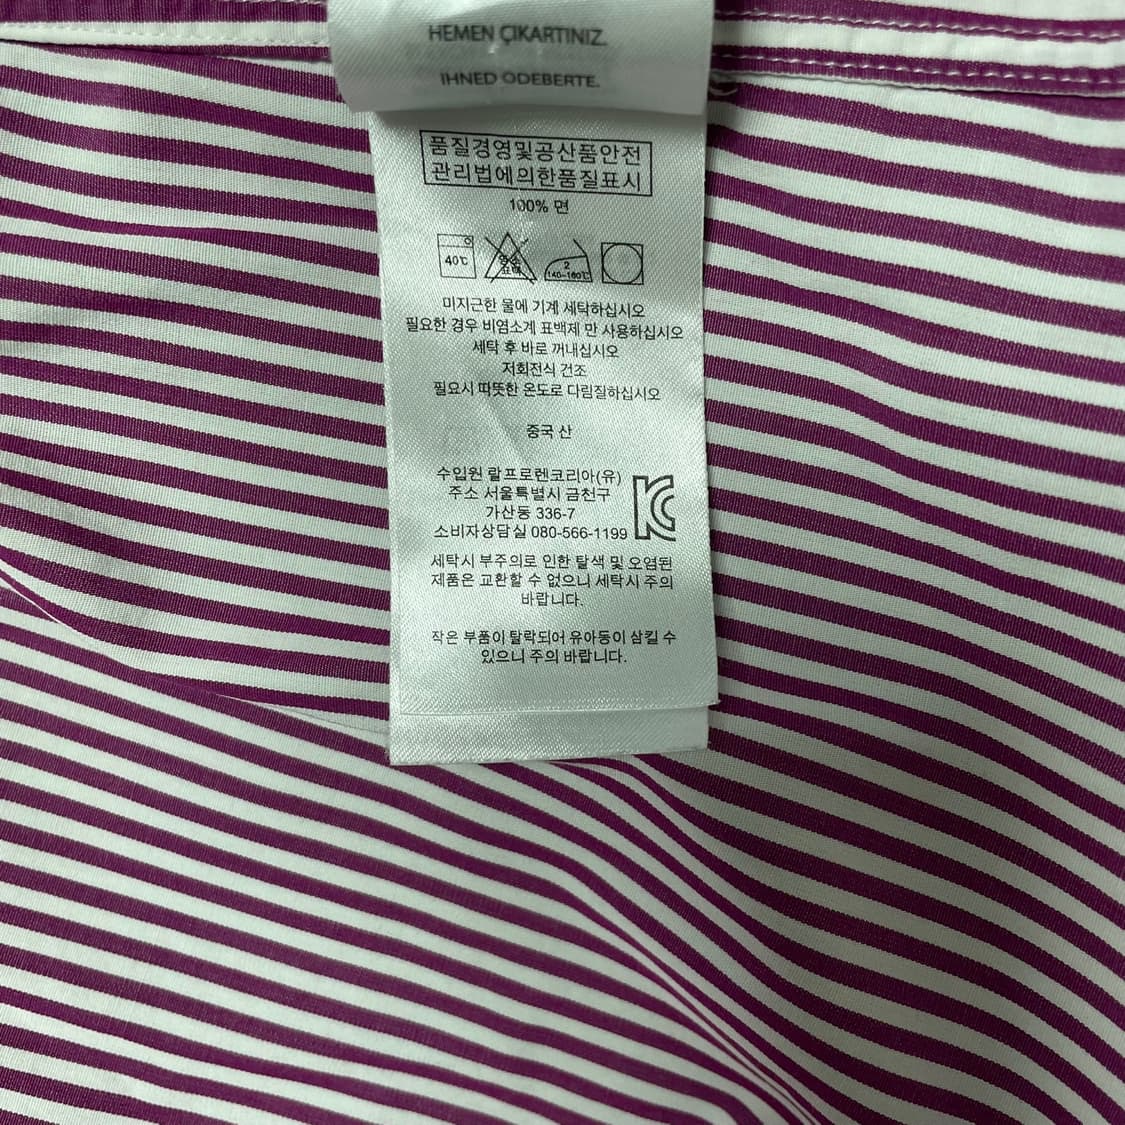 HEMEN ÇIKARTINIZ.
IHNED ODEBERTE.
품질경영및공산품안전
관리법에의한품질표시
100% 면
40℃
염소
표백
2
140~160℃
미지근한 물에 기계 세탁하십시오
필요한 경우 비염소계 표백제 만 사용하십시오
세탁 후 바로 꺼내십시오
저회전식 건조
필요시 따뜻한 온도로 다림질하십시오
중국 산
수입원 랄프로렌코리아(유)
주소 서울특별시 금천구
가산동 336-7
소비자상담실 080-566-1199
세탁시 부주의로 인한 탈색 및 오염된
제품은 교환할 수 없으니 세탁시 주의
바랍니다.
작은 부품이 탈락되어 유아동이 삼킬 수
있으니 주의 바랍니다.